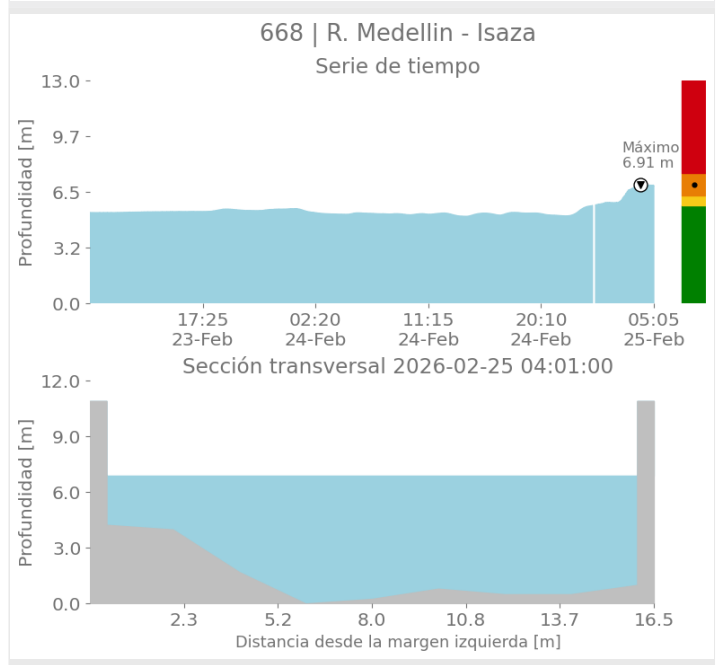 668 | R. Medellin - Isaza
Serie de tiempo
13.0
9.7
6.5
3.2
0.0
Profundidad [m]
Máximo
6.91 m
17:25 02:20 11:15 20:10 05:05
23-Feb 24-Feb 24-Feb 24-Feb 25-Feb
Sección transversal 2026-02-25 04:01:00
12.0
9.0
6.0
3.0
0.0
Profundidad [m]
2.3 5.2 8.0 10.8 13.7 16.5
Distancia desde la margen izquierda [m]